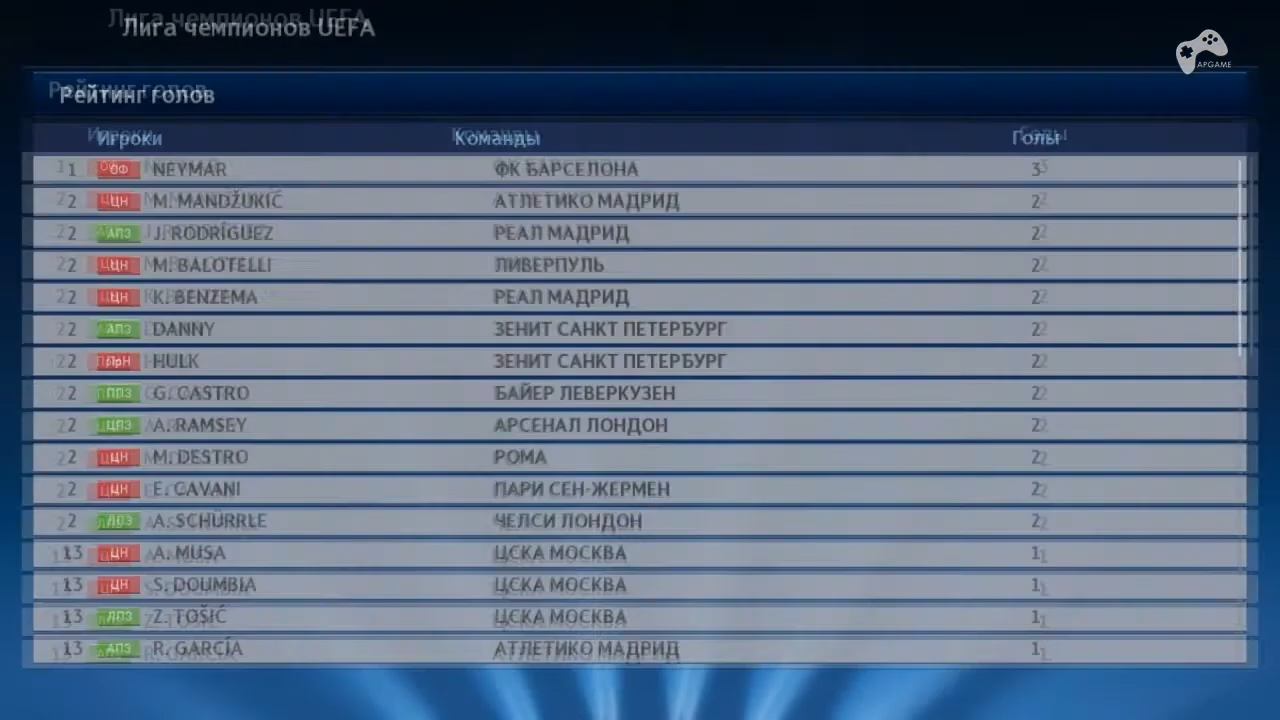 Лига чемпионов UEFA
APGAME
Рейтинг голов
Игроки Команды Голы
1 ОФ NEYMAR ФК БАРСЕЛОНА 3
2 ЦН M. MANDŽUKIĆ АТЛЕТИКО МАДРИД 2
2 АПЗ J. RODRÍGUEZ РЕАЛ МАДРИД 2
2 ЦН M. BALOTELLI ЛИВЕРПУЛЬ 2
2 ЦН K. BENZEMA РЕАЛ МАДРИД 2
2 АПЗ DANNY ЗЕНИТ САНКТ ПЕТЕРБУРГ 2
2 ПрН HULK ЗЕНИТ САНКТ ПЕТЕРБУРГ 2
2 ППЗ G. CASTRO БАЙЕР ЛЕВЕРКУЗЕН 2
2 ЦПЗ A. RAMSEY АРСЕНАЛ ЛОНДОН 2
2 ЦН M. DESTRO РОМА 2
2 ЦН E. CAVANI ПАРИ СЕН-ЖЕРМЕН 2
2 ЛПЗ A. SCHÜRRLE ЧЕЛСИ ЛОНДОН 2
13 ЦН A. MUSA ЦСКА МОСКВА 1
13 ЦН S. DOUMBIA ЦСКА МОСКВА 1
13 ЛПЗ Z. TOŠIĆ ЦСКА МОСКВА 1
13 АПЗ R. GARCÍA АТЛЕТИКО МАДРИД 1